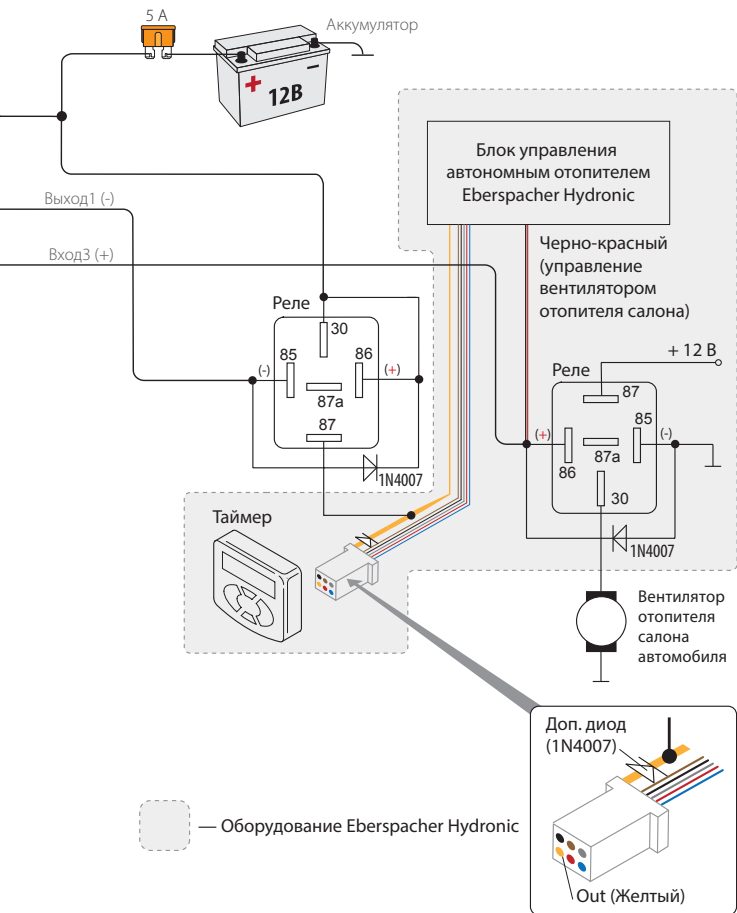 5 A
Аккумулятор
+ –
12В
Блок управления
автономным отопителем
Eberspacher Hydronic
Выход1 (-)
Вход3 (+)
Черно-красный
(управление
вентилятором
отопителя салона)
Реле
30
85
86
(-)
(+)
87a
87
1N4007
+ 12 В
Реле
87
85
(+)
(-)
87a
86
30
1N4007
Таймер
Вентилятор
отопителя
салона
автомобиля
Доп. диод
(1N4007)
Out (Желтый)
— Оборудование Eberspacher Hydronic